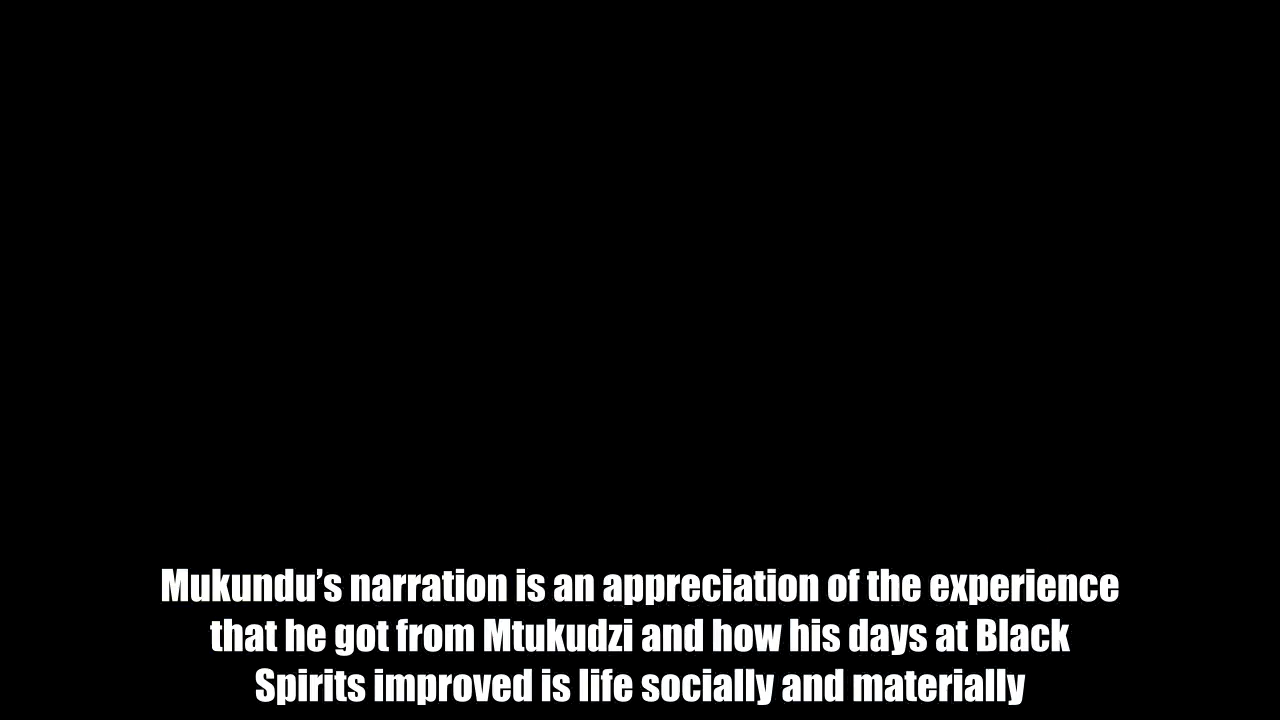 Mukundu’s narration is an appreciation of the experience
that he got from Mtukudzi and how his days at Black
Spirits improved is life socially and materially